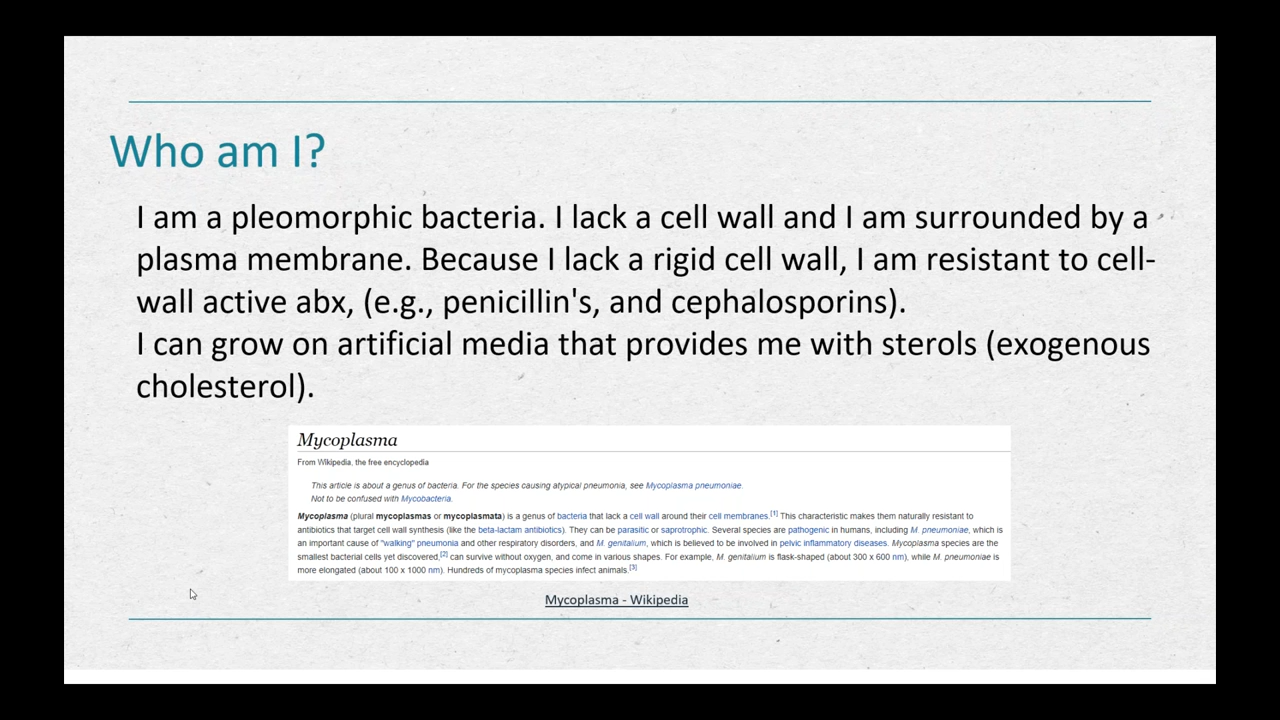 Who am I?
I am a pleomorphic bacteria. I lack a cell wall and I am surrounded by a
plasma membrane. Because I lack a rigid cell wall, I am resistant to cell-
wall active abx, (e.g., penicillin's, and cephalosporins).
I can grow on artificial media that provides me with sterols (exogenous
cholesterol).
Mycoplasma
From Wikipedia, the free encyclopedia
This article is about a genus of bacteria. For the species causing atypical pneumonia, see Mycoplasma pneumoniae.
Not to be confused with Mycobacteria.
Mycoplasma (plural mycoplasmas or mycoplasmata) is a genus of bacteria that lack a cell wall around their cell membranes.[1] This characteristic makes them naturally resistant to
antibiotics that target cell wall synthesis (like the beta-lactam antibiotics). They can be parasitic or saprotrophic. Several species are pathogenic in humans, including M. pneumoniae, which is
an important cause of "walking" pneumonia and other respiratory disorders, and M. genitalium, which is believed to be involved in pelvic inflammatory diseases. Mycoplasma species are the
smallest bacterial cells yet discovered,[2] can survive without oxygen, and come in various shapes. For example, M. genitalium is flask-shaped (about 300 x 600 nm), while M. pneumoniae is
more elongated (about 100 x 1000 nm). Hundreds of mycoplasma species infect animals.[3]
Mycoplasma - Wikipedia